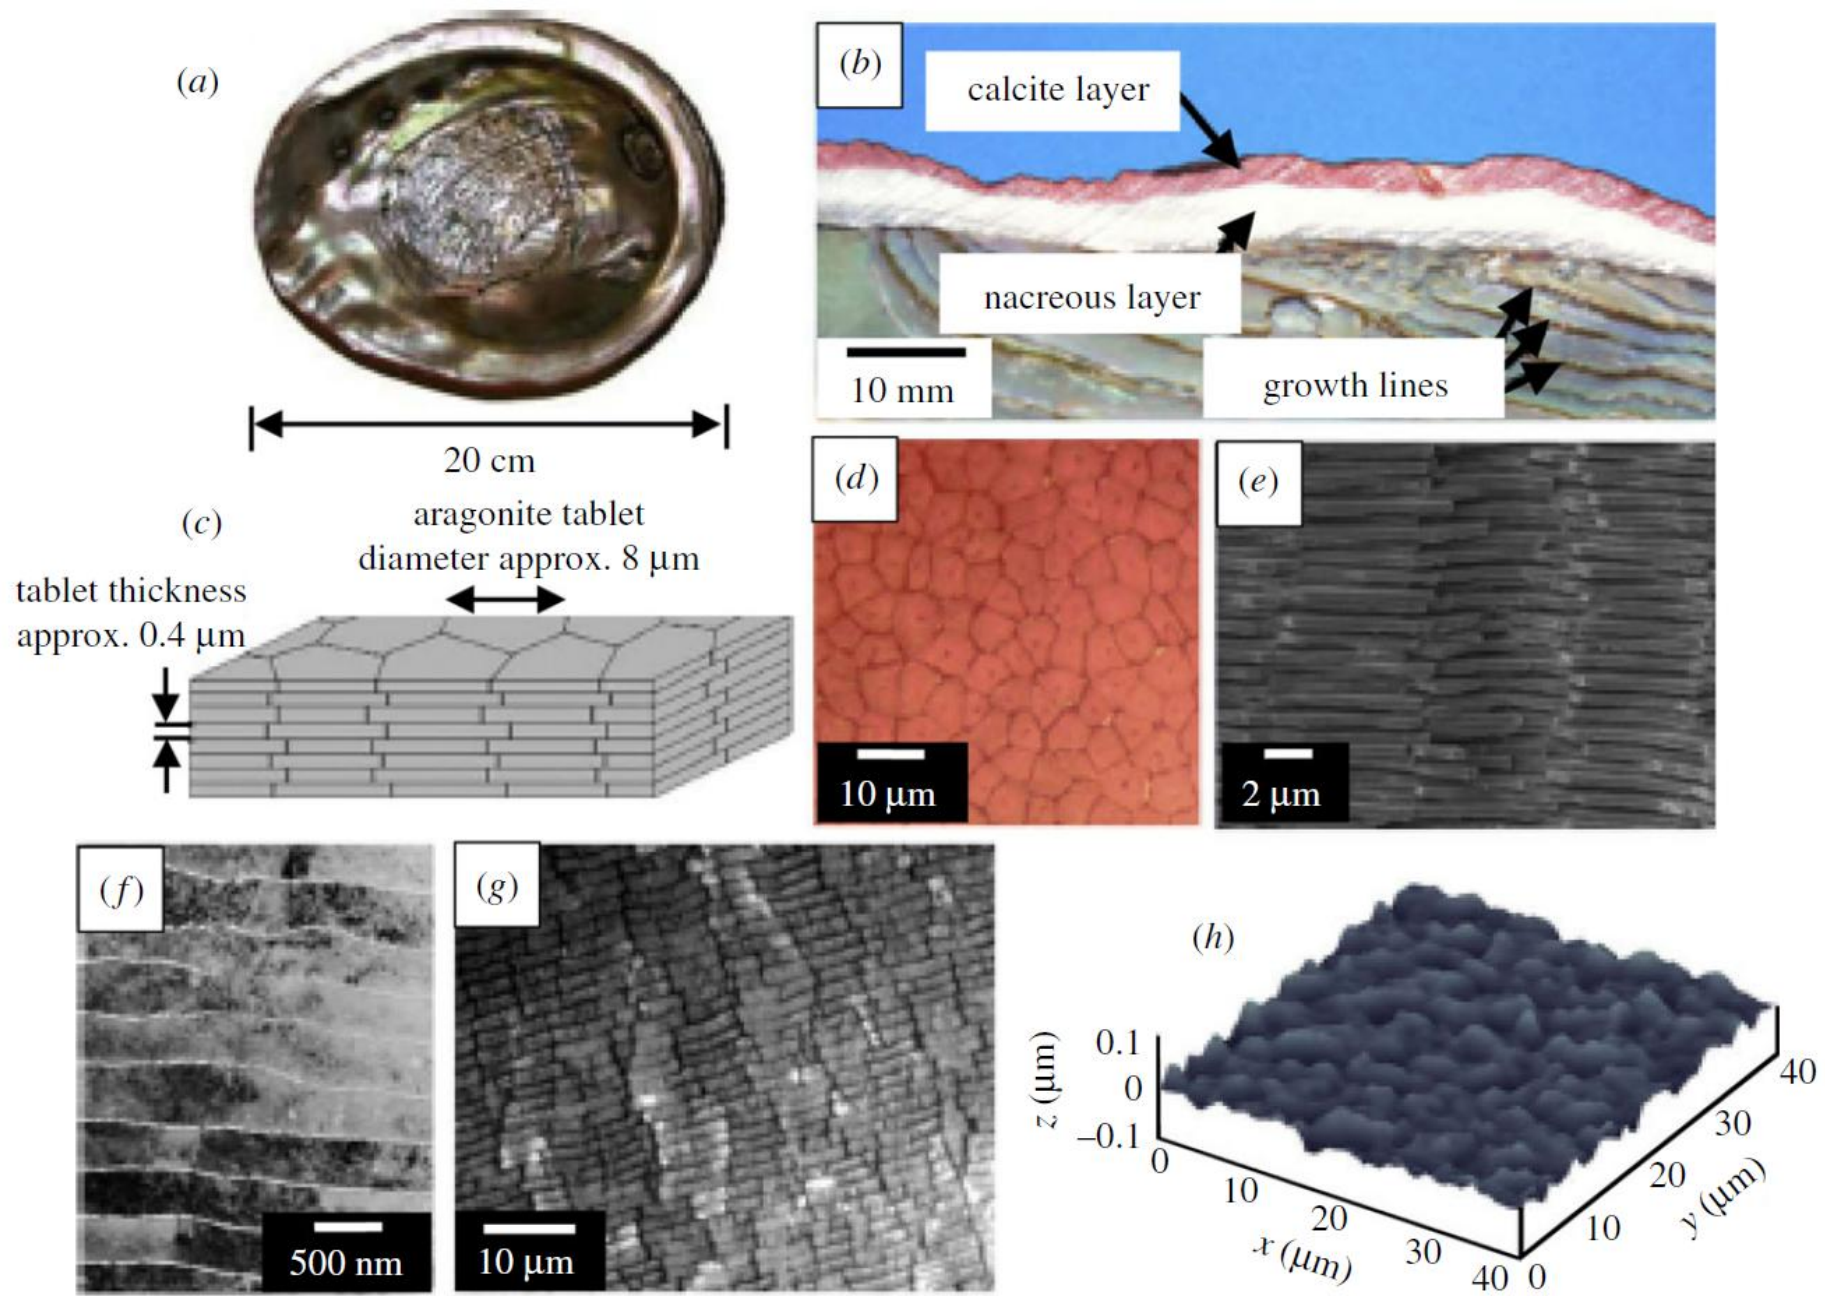 (a)
20 cm
(b)
calcite layer
nacreous layer
growth lines
10 mm
(c)
aragonite tablet
diameter approx. 8 μm
tablet thickness
approx. 0.4 μm
(d)
10 μm
(e)
2 μm
(f)
500 nm
(g)
10 μm
(h)
z (μm)
0.1
0
–0.1
0
10
20
30
40
x (μm)
0
10
20
30
40
y (μm)